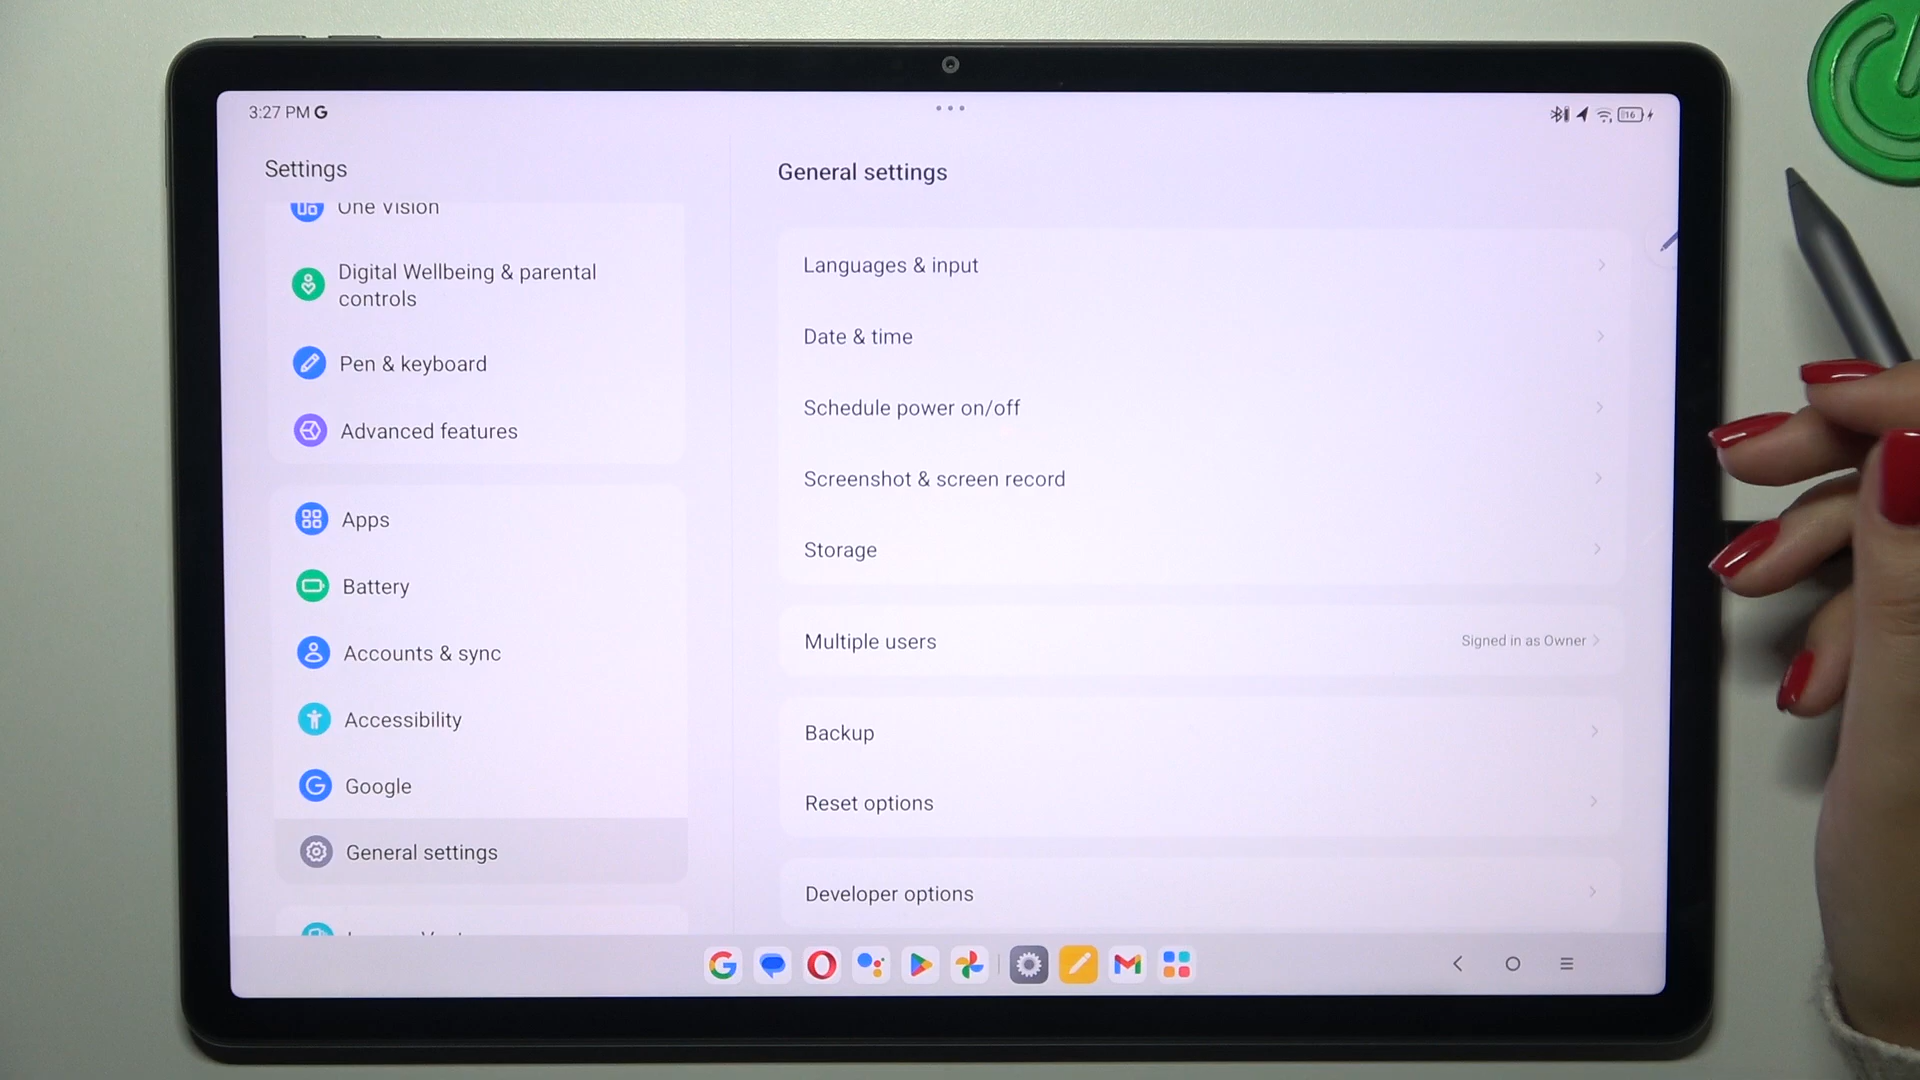 3:27 PM G
16
Settings
One Vision
Digital Wellbeing & parental
controls
Pen & keyboard
Advanced features
Apps
Battery
Accounts & sync
Accessibility
Google
General settings
General settings
Languages & input
Date & time
Schedule power on/off
Screenshot & screen record
Storage
Multiple users
Signed in as Owner
Backup
Reset options
Developer options